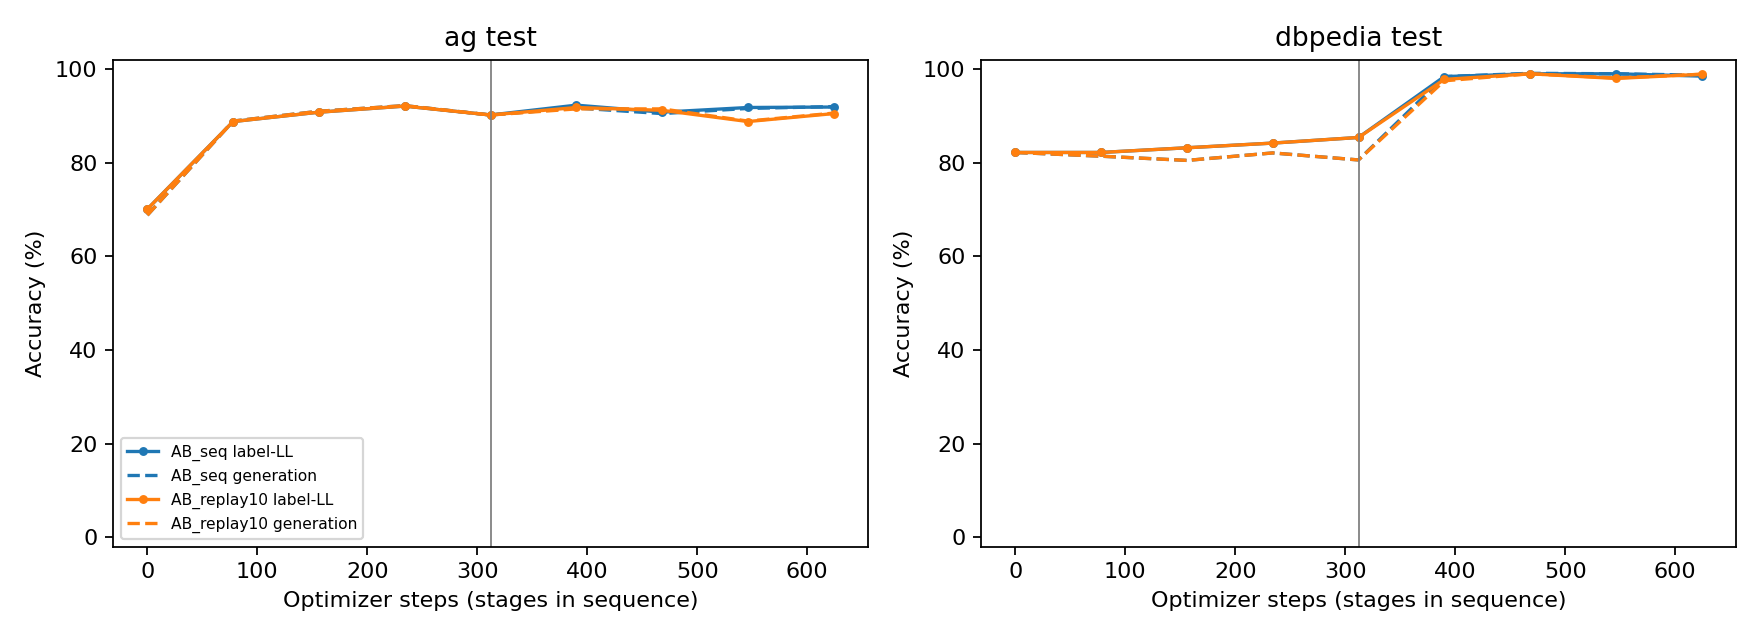 ag test
100
80
60
40
20
0
Accuracy (%)
AB_seq label-LL
AB_seq generation
AB_replay10 label-LL
AB_replay10 generation
0 100 200 300 400 500 600
Optimizer steps (stages in sequence)
dbpedia test
100
80
60
40
20
0
Accuracy (%)
0 100 200 300 400 500 600
Optimizer steps (stages in sequence)